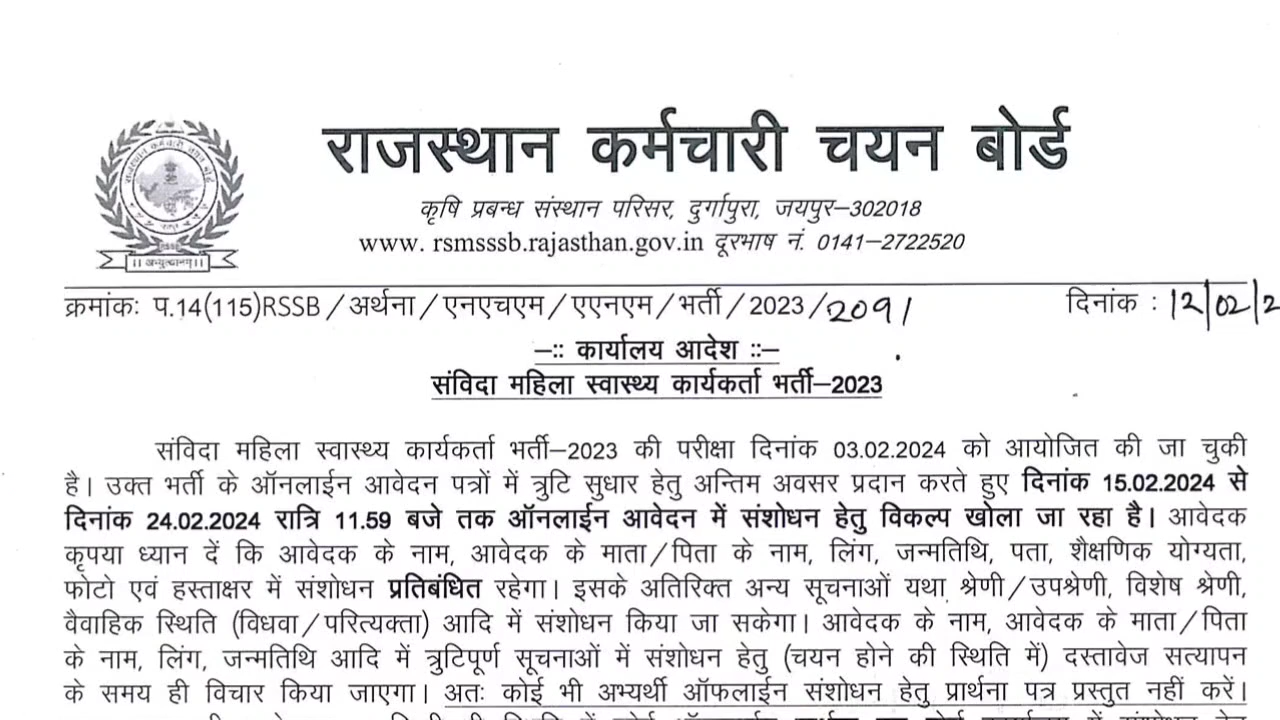 राजस्थान कर्मचारी चयन बोर्ड
कृषि प्रबन्ध संस्थान परिसर, दुर्गापुरा, जयपुर–302018
www. rsmsssb.rajasthan.gov.in दूरभाष नं. 0141–2722520
।। अभ्युत्थानम् ।।
क्रमांकः प.14(115)RSSB/अर्थना/एनएचएम/एएनएम/भर्ती/2023/2091
दिनांक : 12/02/2
–:: कार्यालय आदेश ::–
संविदा महिला स्वास्थ्य कार्यकर्ता भर्ती–2023
संविदा महिला स्वास्थ्य कार्यकर्ता भर्ती–2023 की परीक्षा दिनांक 03.02.2024 को आयोजित की जा चुकी
है। उक्त भर्ती के ऑनलाईन आवेदन पत्रों में त्रुटि सुधार हेतु अन्तिम अवसर प्रदान करते हुए दिनांक 15.02.2024 से
दिनांक 24.02.2024 रात्रि 11.59 बजे तक ऑनलाईन आवेदन में संशोधन हेतु विकल्प खोला जा रहा है। आवेदक
कृपया ध्यान दें कि आवेदक के नाम, आवेदक के माता/पिता के नाम, लिंग, जन्मतिथि, पता, शैक्षणिक योग्यता,
फोटो एवं हस्ताक्षर में संशोधन प्रतिबंधित रहेगा। इसके अतिरिक्त अन्य सूचनाओं यथा श्रेणी/उपश्रेणी, विशेष श्रेणी,
वैवाहिक स्थिति (विधवा/परित्यक्ता) आदि में संशोधन किया जा सकेगा। आवेदक के नाम, आवेदक के माता/पिता
के नाम, लिंग, जन्मतिथि आदि में त्रुटिपूर्ण सूचनाओं में संशोधन हेतु (चयन होने की स्थिति में) दस्तावेज सत्यापन
के समय ही विचार किया जाएगा। अतः कोई भी अभ्यर्थी ऑफलाईन संशोधन हेतु प्रार्थना पत्र प्रस्तुत नहीं करें।